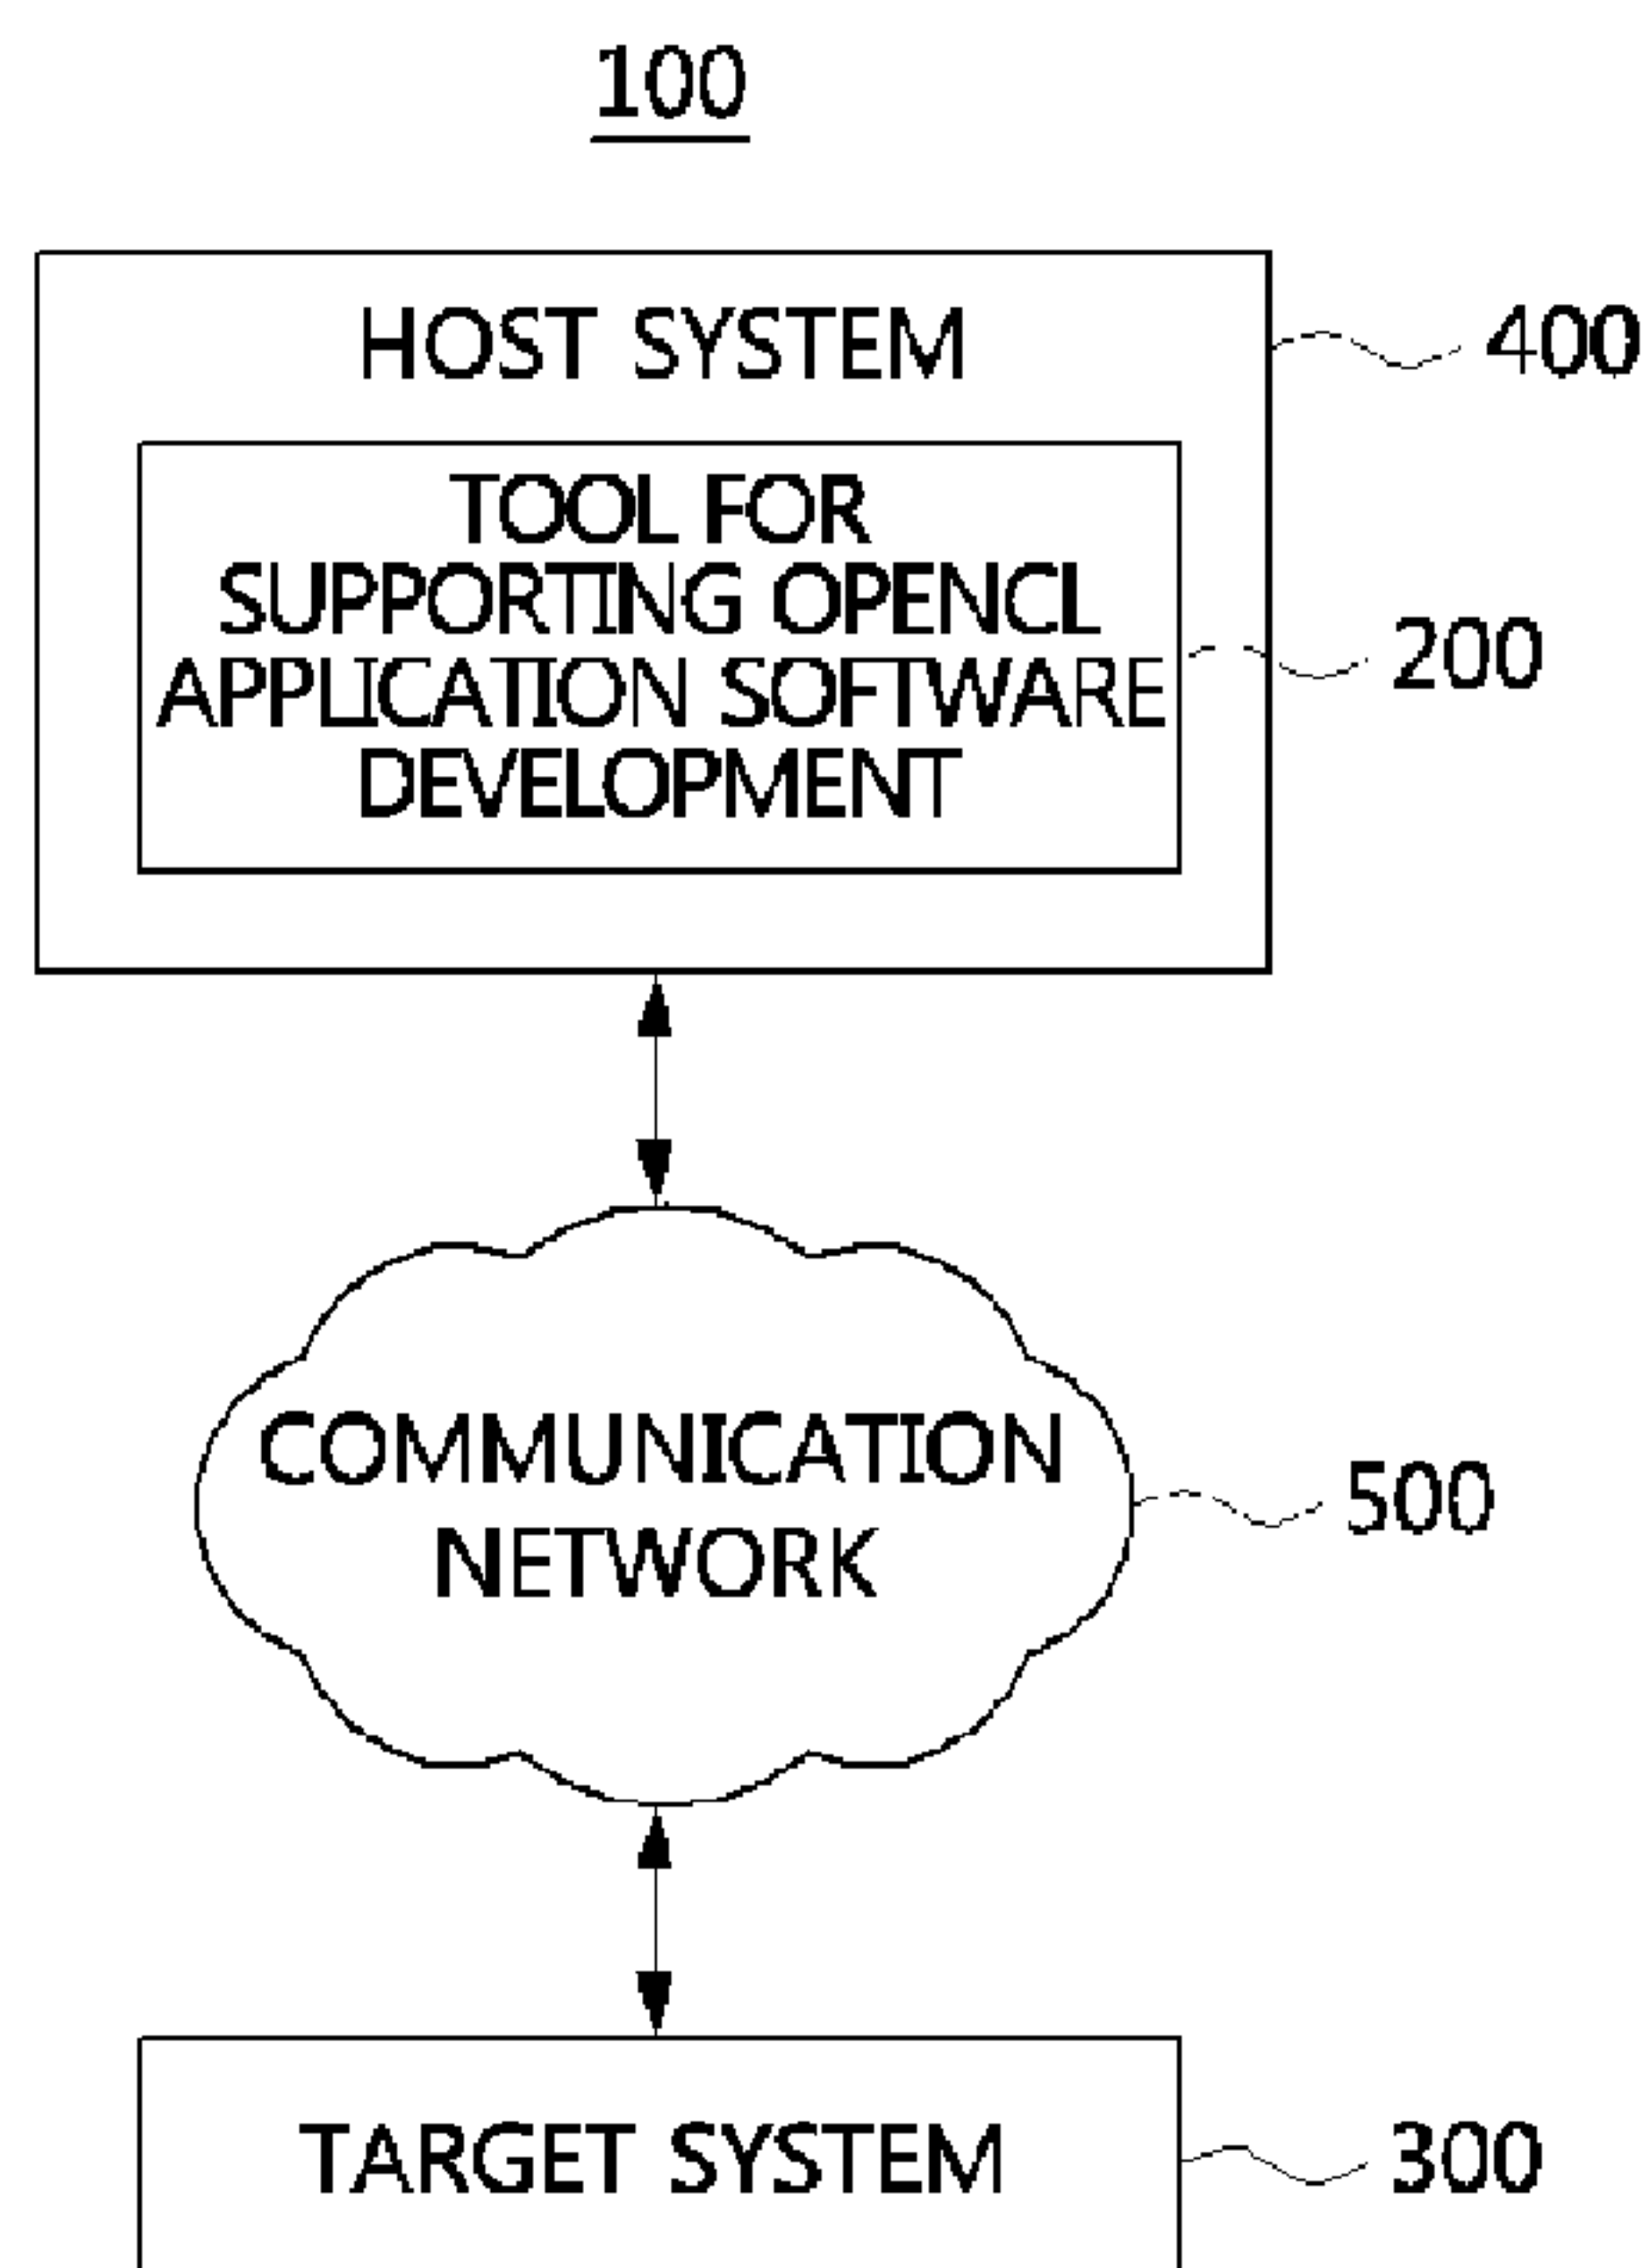 100
HOST SYSTEM
400
TOOL FOR
SUPPORTING OPENCL
APPLICATION SOFTWARE
DEVELOPMENT
200
COMMUNICATION
NETWORK
500
TARGET SYSTEM
300